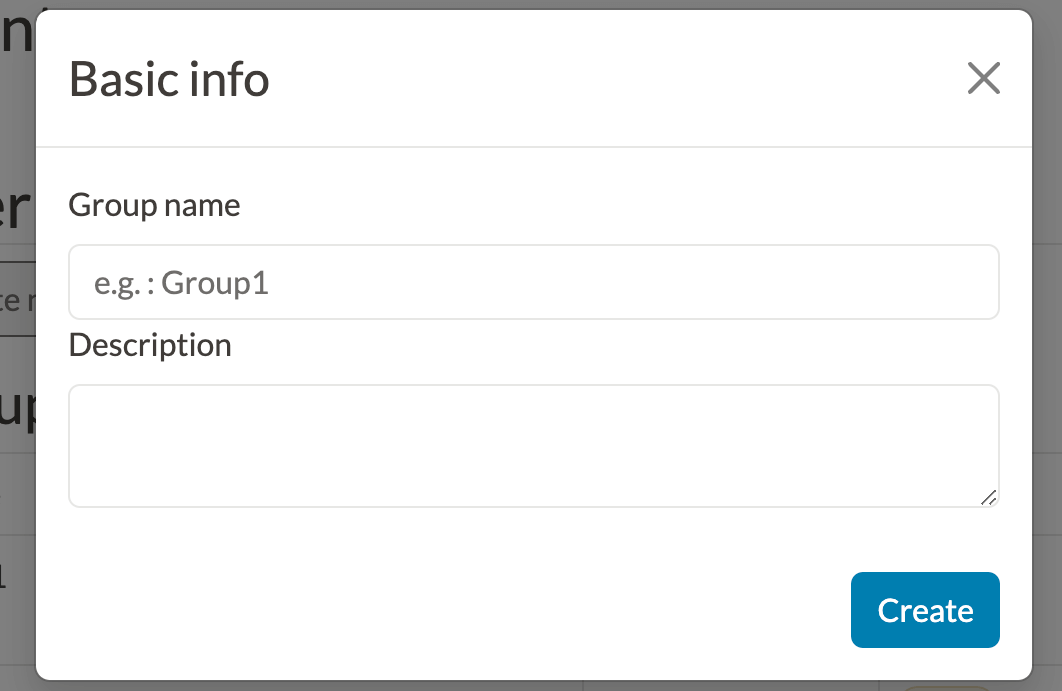 Basic info
Group name
e.g. : Group1
Description
Create